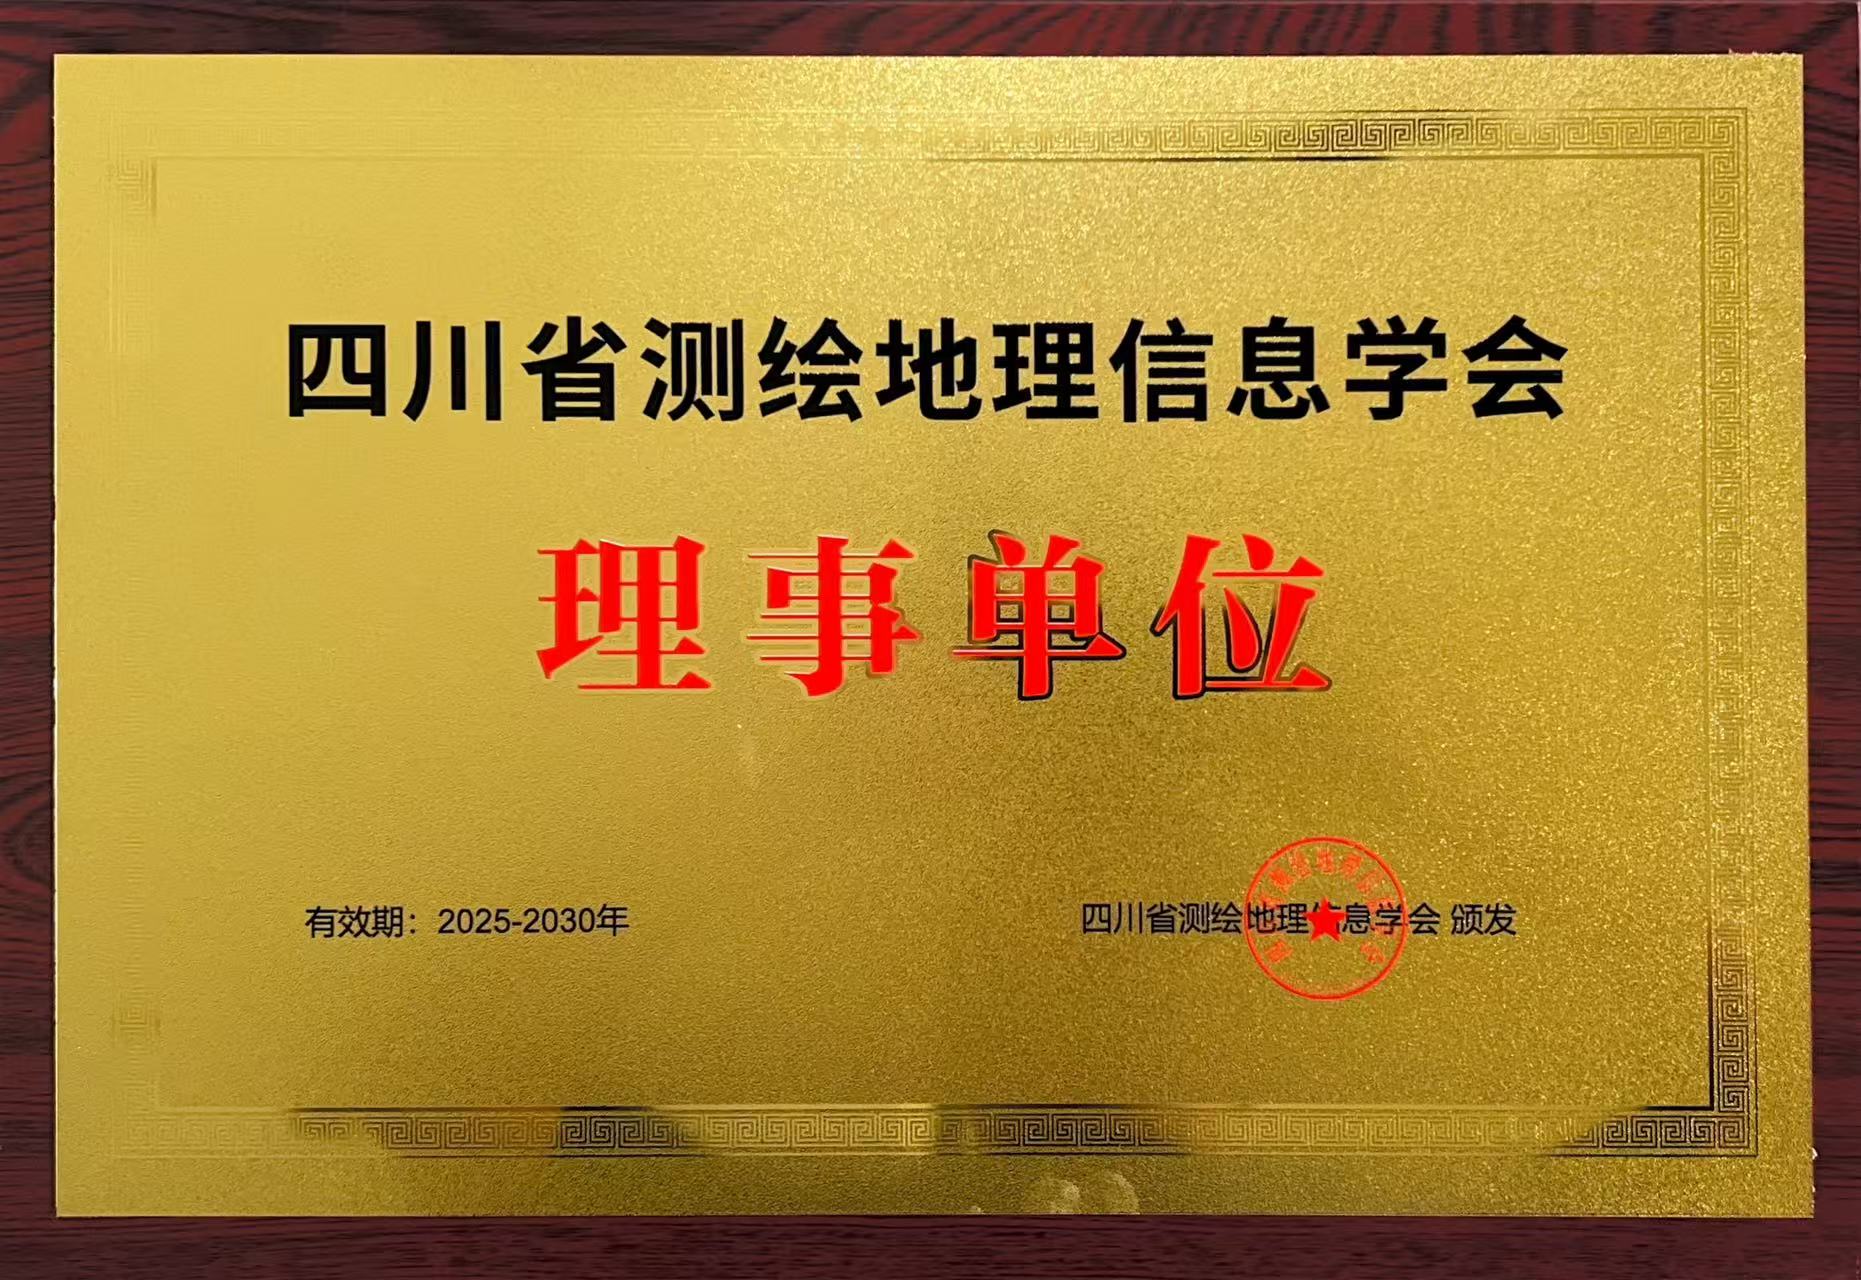 四川省测绘地理信息学会
理事单位
有效期：2025-2030年
四川省测绘地理信息学会 颁发